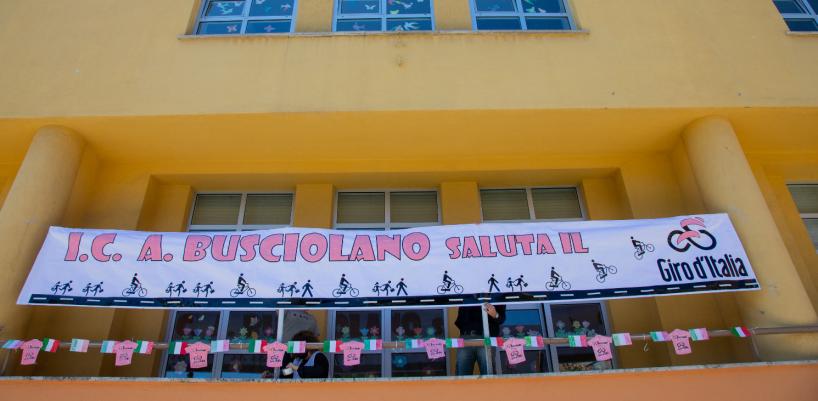 I.C. A. BUSCIOLANO SALUTA IL
Giro d'Italia